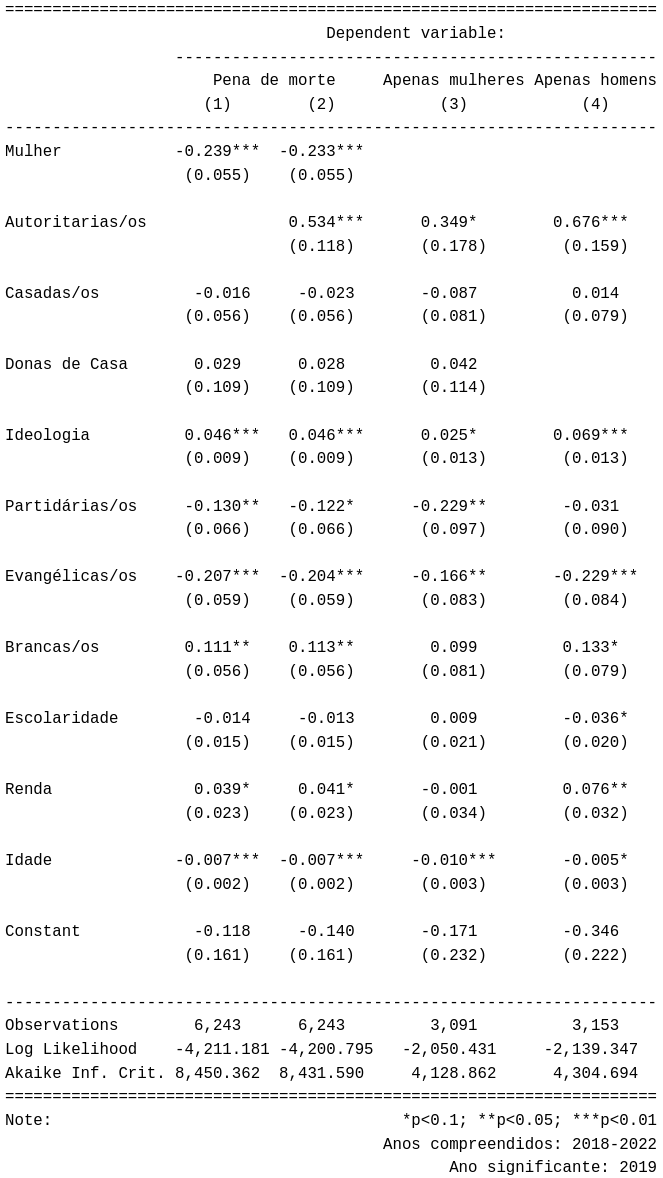 =====================================================================
Dependent variable:
---------------------------------------------------
Pena de morte     Apenas mulheres Apenas homens
(1)        (2)           (3)            (4)
---------------------------------------------------------------------
Mulher            -0.239***  -0.233***
(0.055)    (0.055)

Autoritarias/os               0.534***      0.349*        0.676***
(0.118)       (0.178)        (0.159)

Casadas/os          -0.016     -0.023       -0.087          0.014
(0.056)    (0.056)       (0.081)        (0.079)

Donas de Casa       0.029      0.028         0.042
(0.109)    (0.109)       (0.114)

Ideologia          0.046***   0.046***      0.025*        0.069***
(0.009)    (0.009)       (0.013)        (0.013)

Partidárias/os     -0.130**   -0.122*      -0.229**        -0.031
(0.066)    (0.066)       (0.097)        (0.090)

Evangélicas/os    -0.207***  -0.204***     -0.166**       -0.229***
(0.059)    (0.059)       (0.083)        (0.084)

Brancas/os         0.111**    0.113**        0.099         0.133*
(0.056)    (0.056)       (0.081)        (0.079)

Escolaridade        -0.014     -0.013        0.009         -0.036*
(0.015)    (0.015)       (0.021)        (0.020)

Renda               0.039*     0.041*       -0.001         0.076**
(0.023)    (0.023)       (0.034)        (0.032)

Idade             -0.007***  -0.007***     -0.010***       -0.005*
(0.002)    (0.002)       (0.003)        (0.003)

Constant            -0.118     -0.140       -0.171         -0.346
(0.161)    (0.161)       (0.232)        (0.222)

---------------------------------------------------------------------
Observations        6,243      6,243         3,091          3,153
Log Likelihood    -4,211.181 -4,200.795   -2,050.431     -2,139.347
Akaike Inf. Crit. 8,450.362  8,431.590     4,128.862      4,304.694
=====================================================================
Note:                                     *p<0.1; **p<0.05; ***p<0.01
Anos compreendidos: 2018-2022
Ano significante: 2019